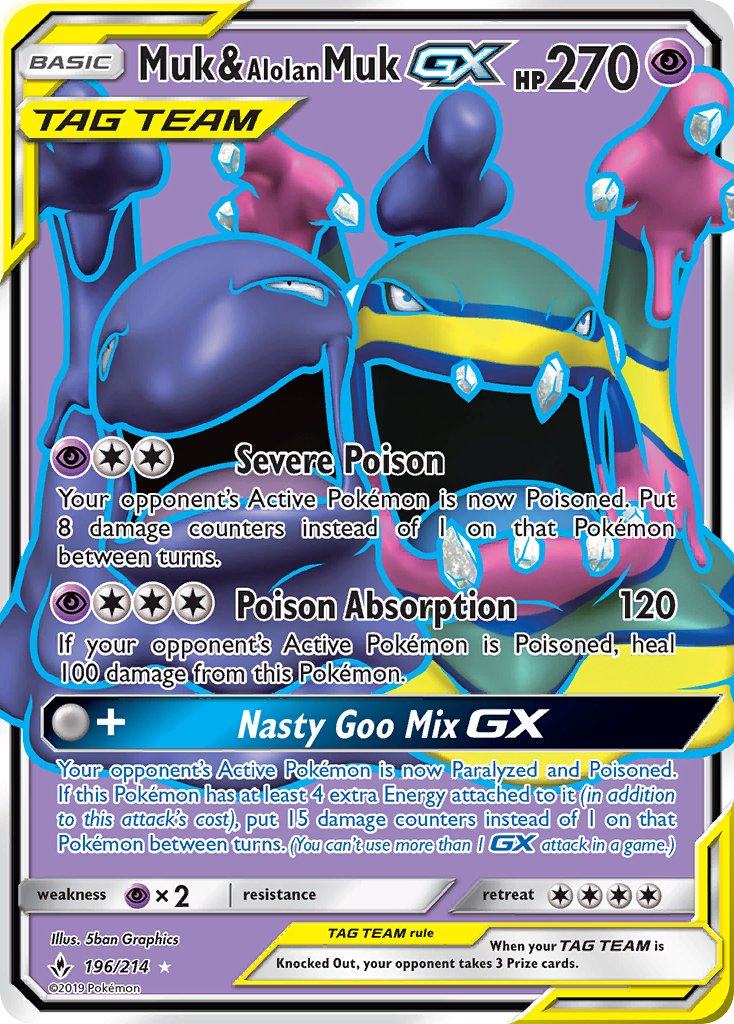 BASIC Muk & Alolan Muk GX HP 270
TAG TEAM
Severe Poison
Your opponent's Active Pokémon is now Poisoned. Put
8 damage counters instead of 1 on that Pokémon
between turns.
Poison Absorption 120
If your opponent's Active Pokémon is Poisoned, heal
100 damage from this Pokémon.
+ Nasty Goo Mix GX
Your opponent's Active Pokémon is now Paralyzed and Poisoned.
If this Pokémon has at least 4 extra Energy attached to it (in addition
to this attack's cost), put 15 damage counters instead of 1 on that
Pokémon between turns. (You can't use more than 1 GX attack in a game.)
weakness ×2 resistance retreat
Illus. 5ban Graphics
196/214
©2019 Pokémon
TAG TEAM rule
When your TAG TEAM is
Knocked Out, your opponent takes 3 Prize cards.